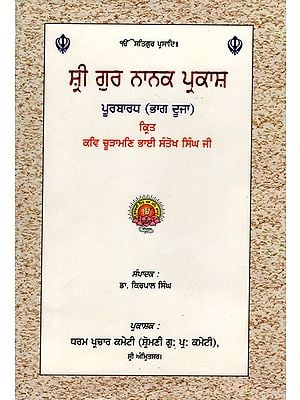 ੴ ਸਤਿਗੁਰ ਪ੍ਰਸਾਦਿ॥
ਸ੍ਰੀ ਗੁਰ ਨਾਨਕ ਪ੍ਰਕਾਸ਼
ਪੂਰਬਾਰਧ (ਭਾਗ ਦੂਜਾ)
ਕ੍ਰਿਤ
ਕਵਿ ਚੂੜਾਮਣਿ ਭਾਈ ਸੰਤੋਖ ਸਿੰਘ ਜੀ
ਸੰਪਾਦਕ :
ਡਾ. ਕਿਰਪਾਲ ਸਿੰਘ
ਪ੍ਰਕਾਸ਼ਕ :
ਧਰਮ ਪ੍ਰਚਾਰ ਕਮੇਟੀ (ਸ਼੍ਰੋਮਣੀ ਗੁ: ਪ੍ਰ: ਕਮੇਟੀ),
ਸ੍ਰੀ ਅੰਮ੍ਰਿਤਸਰ।